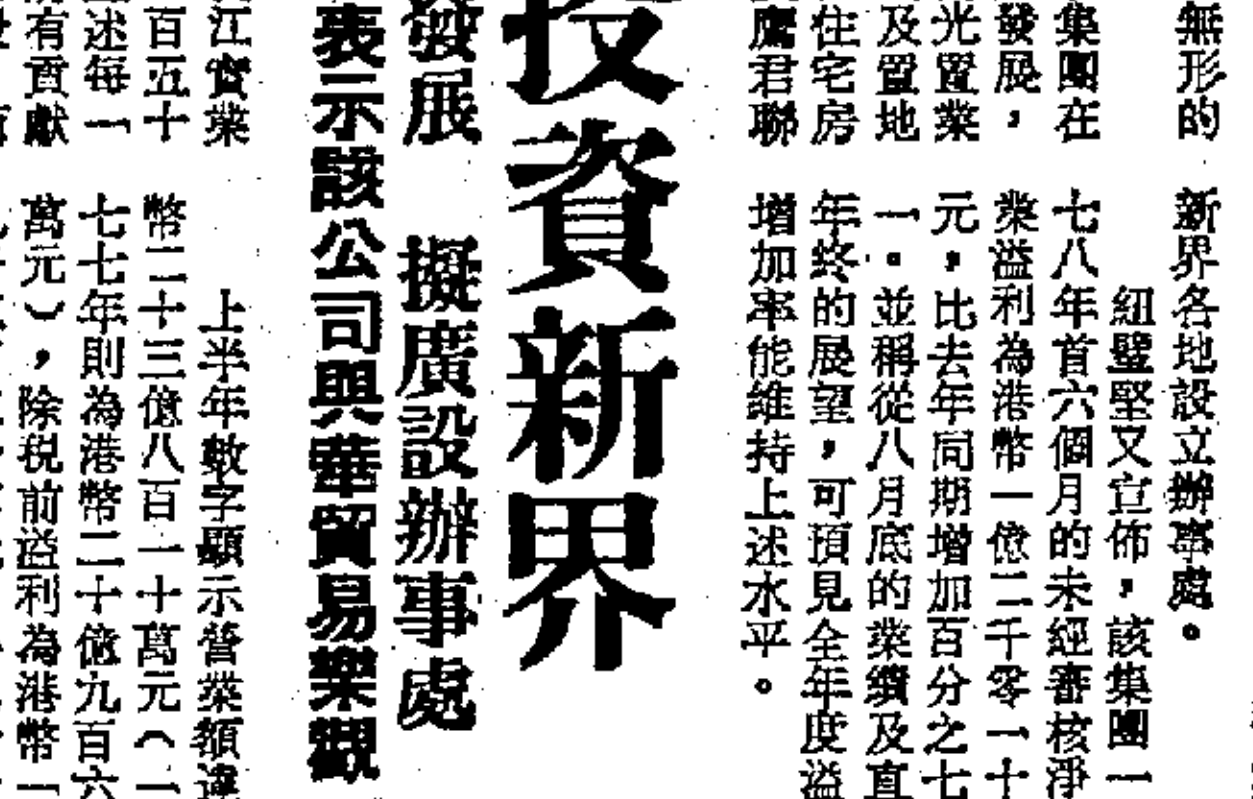 無形的
集團在
發展，
光置業
及置地
住宅房
鷹君聯
新界各地設立辦事處。
紐璧堅又宣佈，該集團一
七八年首六個月的未經審核淨
業溢利為港幣一億二千零一十
元，比去年同期增加百分之七
一。並稱從八月底的業績及直
年終的展望，可預見全年度溢
增加率能維持上述水平。
投資新界
發展 擬廣設辦事處
表示該公司與華貿易樂觀
江實業
百五十
述每一
有貢獻
上半年數字顯示營業額達
幣二十三億八百一十萬元（一
七七年則為港幣二十億九百六
萬元），除税前溢利為港幣一